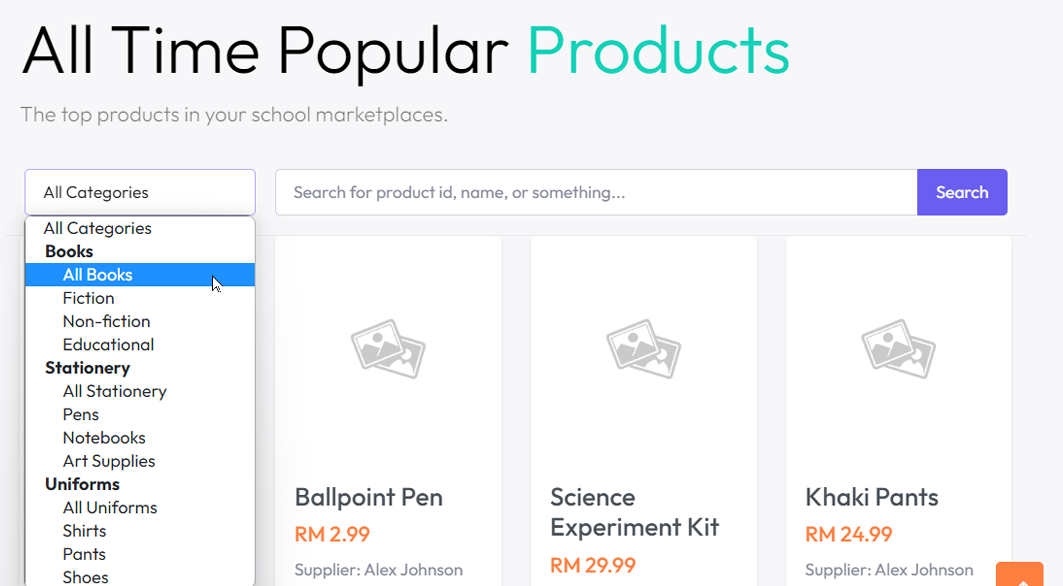 All Time Popular Products
The top products in your school marketplaces.
All Categories
Search for product id, name, or something...
Search
All Categories
Books
All Books
Fiction
Non-fiction
Educational
Stationery
All Stationery
Pens
Notebooks
Art Supplies
Uniforms
All Uniforms
Shirts
Pants
Shoes
Ballpoint Pen
RM 2.99
Supplier: Alex Johnson
Science
Experiment Kit
RM 29.99
Khaki Pants
RM 24.99
Supplier: Alex Johnson